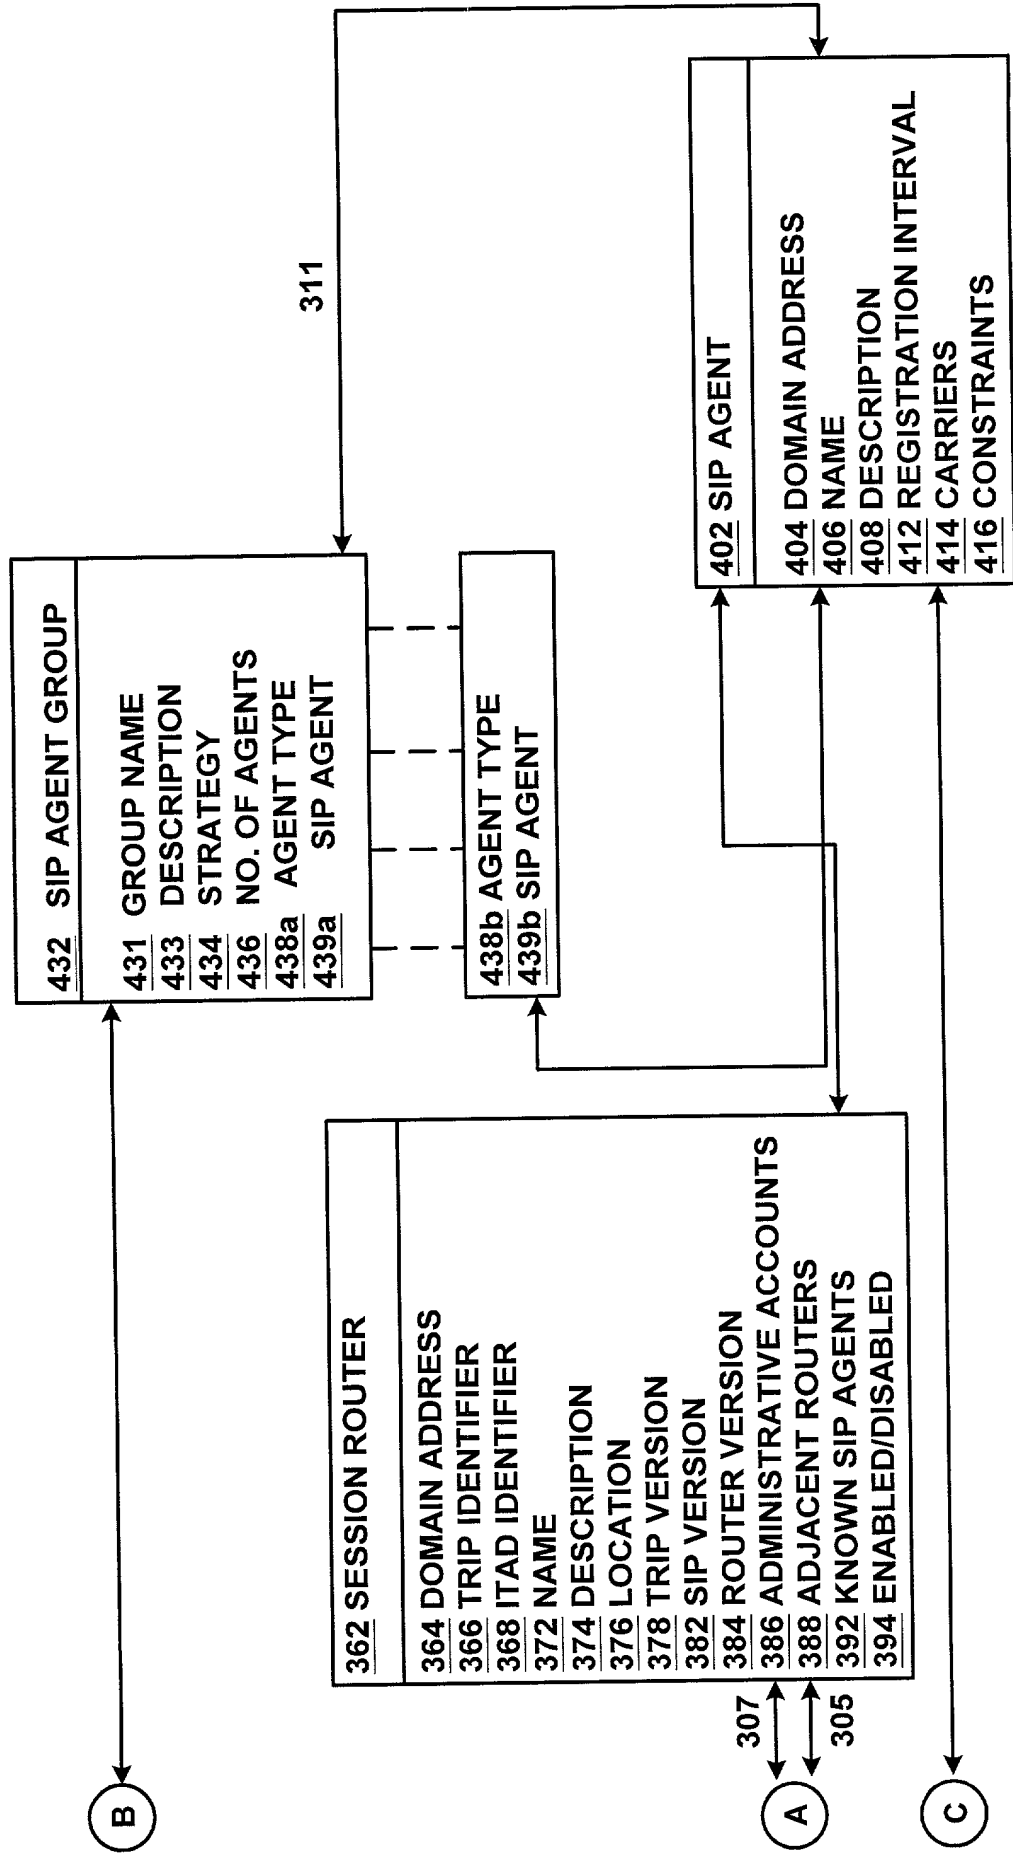 B
432 SIP AGENT GROUP
431 GROUP NAME
433 DESCRIPTION
434 STRATEGY
436 NO. OF AGENTS
438a AGENT TYPE
439a SIP AGENT
311
438b AGENT TYPE
439b SIP AGENT
362 SESSION ROUTER
364 DOMAIN ADDRESS
366 TRIP IDENTIFIER
368 ITAD IDENTIFIER
372 NAME
374 DESCRIPTION
376 LOCATION
378 TRIP VERSION
382 SIP VERSION
384 ROUTER VERSION
386 ADMINISTRATIVE ACCOUNTS
388 ADJACENT ROUTERS
392 KNOWN SIP AGENTS
394 ENABLED/DISABLED
307
A
305
402 SIP AGENT
404 DOMAIN ADDRESS
406 NAME
408 DESCRIPTION
412 REGISTRATION INTERVAL
414 CARRIERS
416 CONSTRAINTS
C